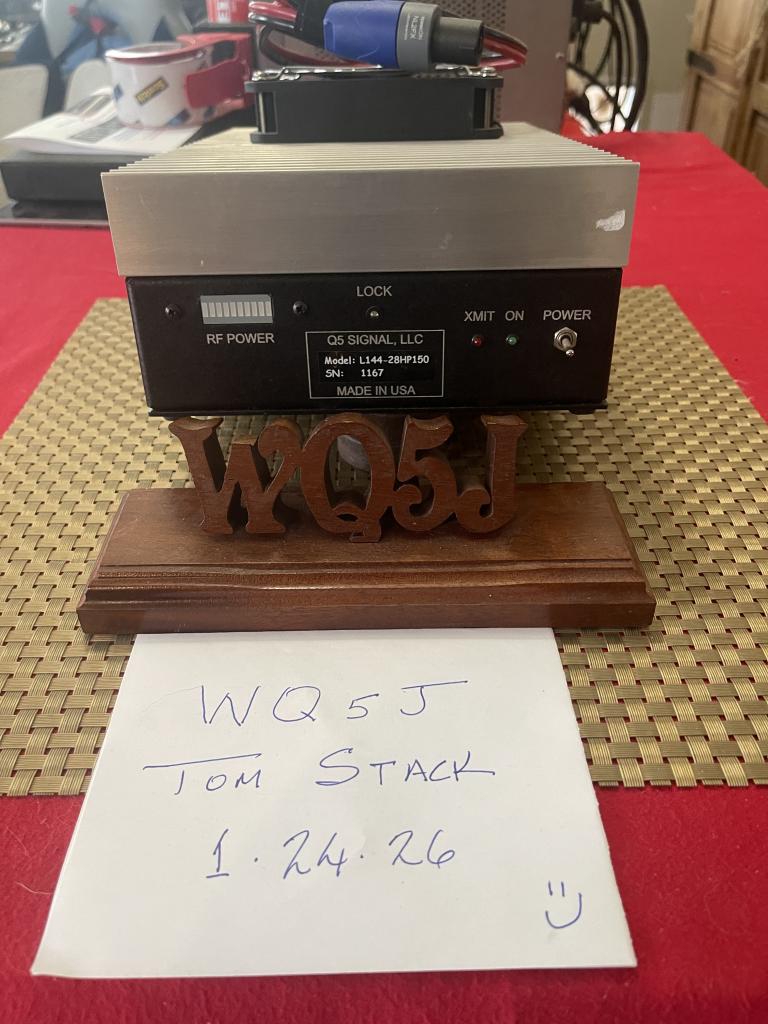 NL2FX
LOCK
XMIT ON POWER
RF POWER
Q5 SIGNAL, LLC
Model: L144-28HP150
SN: 1167
MADE IN USA
WQ5J
WQ5J
TOM STACK
1.24.26